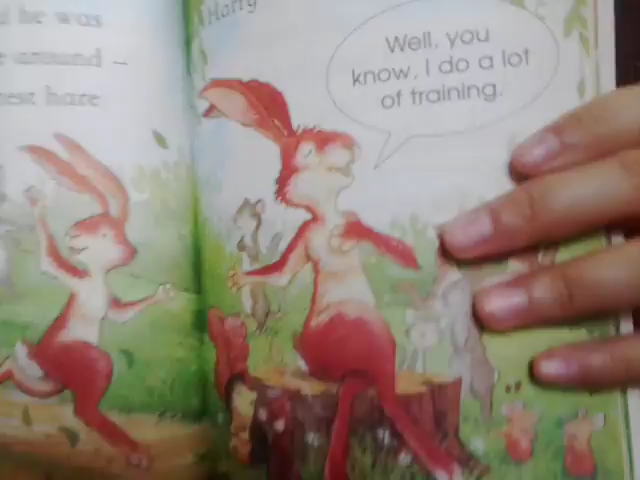 he was
around –
hare
Harry
Well, you
know, I do a lot
of training.